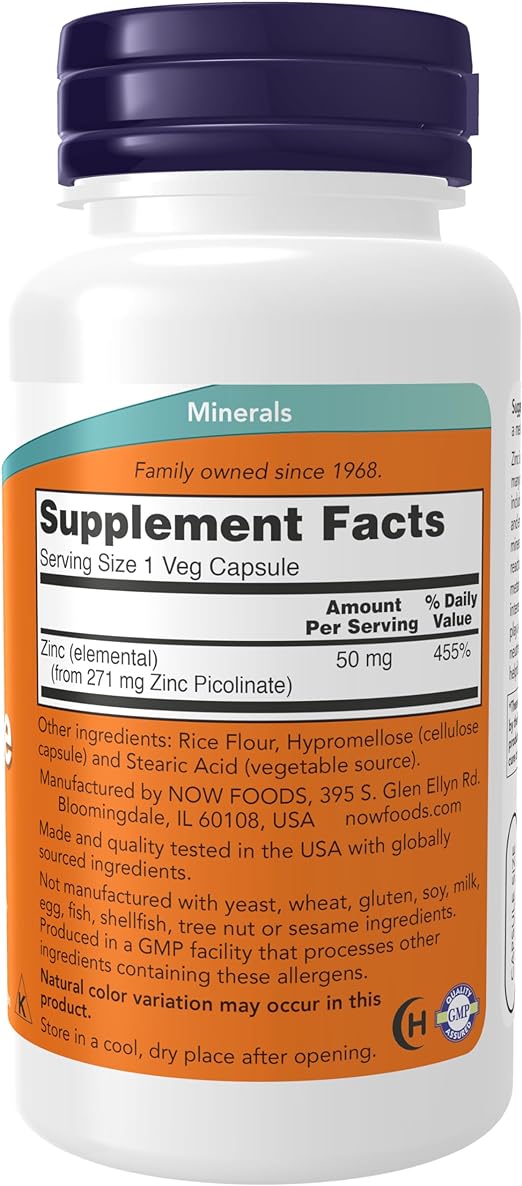 Minerals
Family owned since 1968.
Supplement Facts
Serving Size 1 Veg Capsule
Amount Per Serving
% Daily Value
Zinc (elemental) 50 mg 455%
(from 271 mg Zinc Picolinate)
Other ingredients: Rice Flour, Hypromellose (cellulose
capsule) and Stearic Acid (vegetable source).
Manufactured by NOW FOODS, 395 S. Glen Ellyn Rd.
Bloomingdale, IL 60108, USA nowfoods.com
Made and quality tested in the USA with globally
sourced ingredients.
Not manufactured with yeast, wheat, gluten, soy, milk,
egg, fish, shellfish, tree nut or sesame ingredients.
Produced in a GMP facility that processes other
ingredients containing these allergens.
Natural color variation may occur in this
product.
Store in a cool, dry place after opening.
K
H
QUALITY
GMP
ASSURED
CAPSULE SIZE